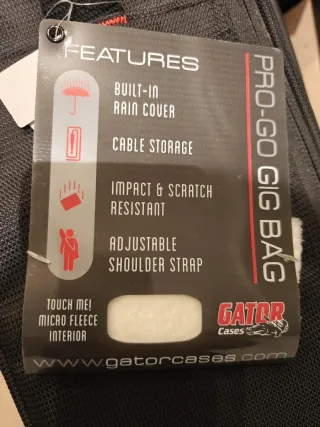 FEATURES
BUILT-IN
RAIN COVER
CABLE STORAGE
IMPACT & SCRATCH
RESISTANT
ADJUSTABLE
SHOULDER STRAP
PRO-GO GIG BAG
TOUCH ME!
MICRO FLEECE
INTERIOR
GATOR
Cases
www.gatorcases.com